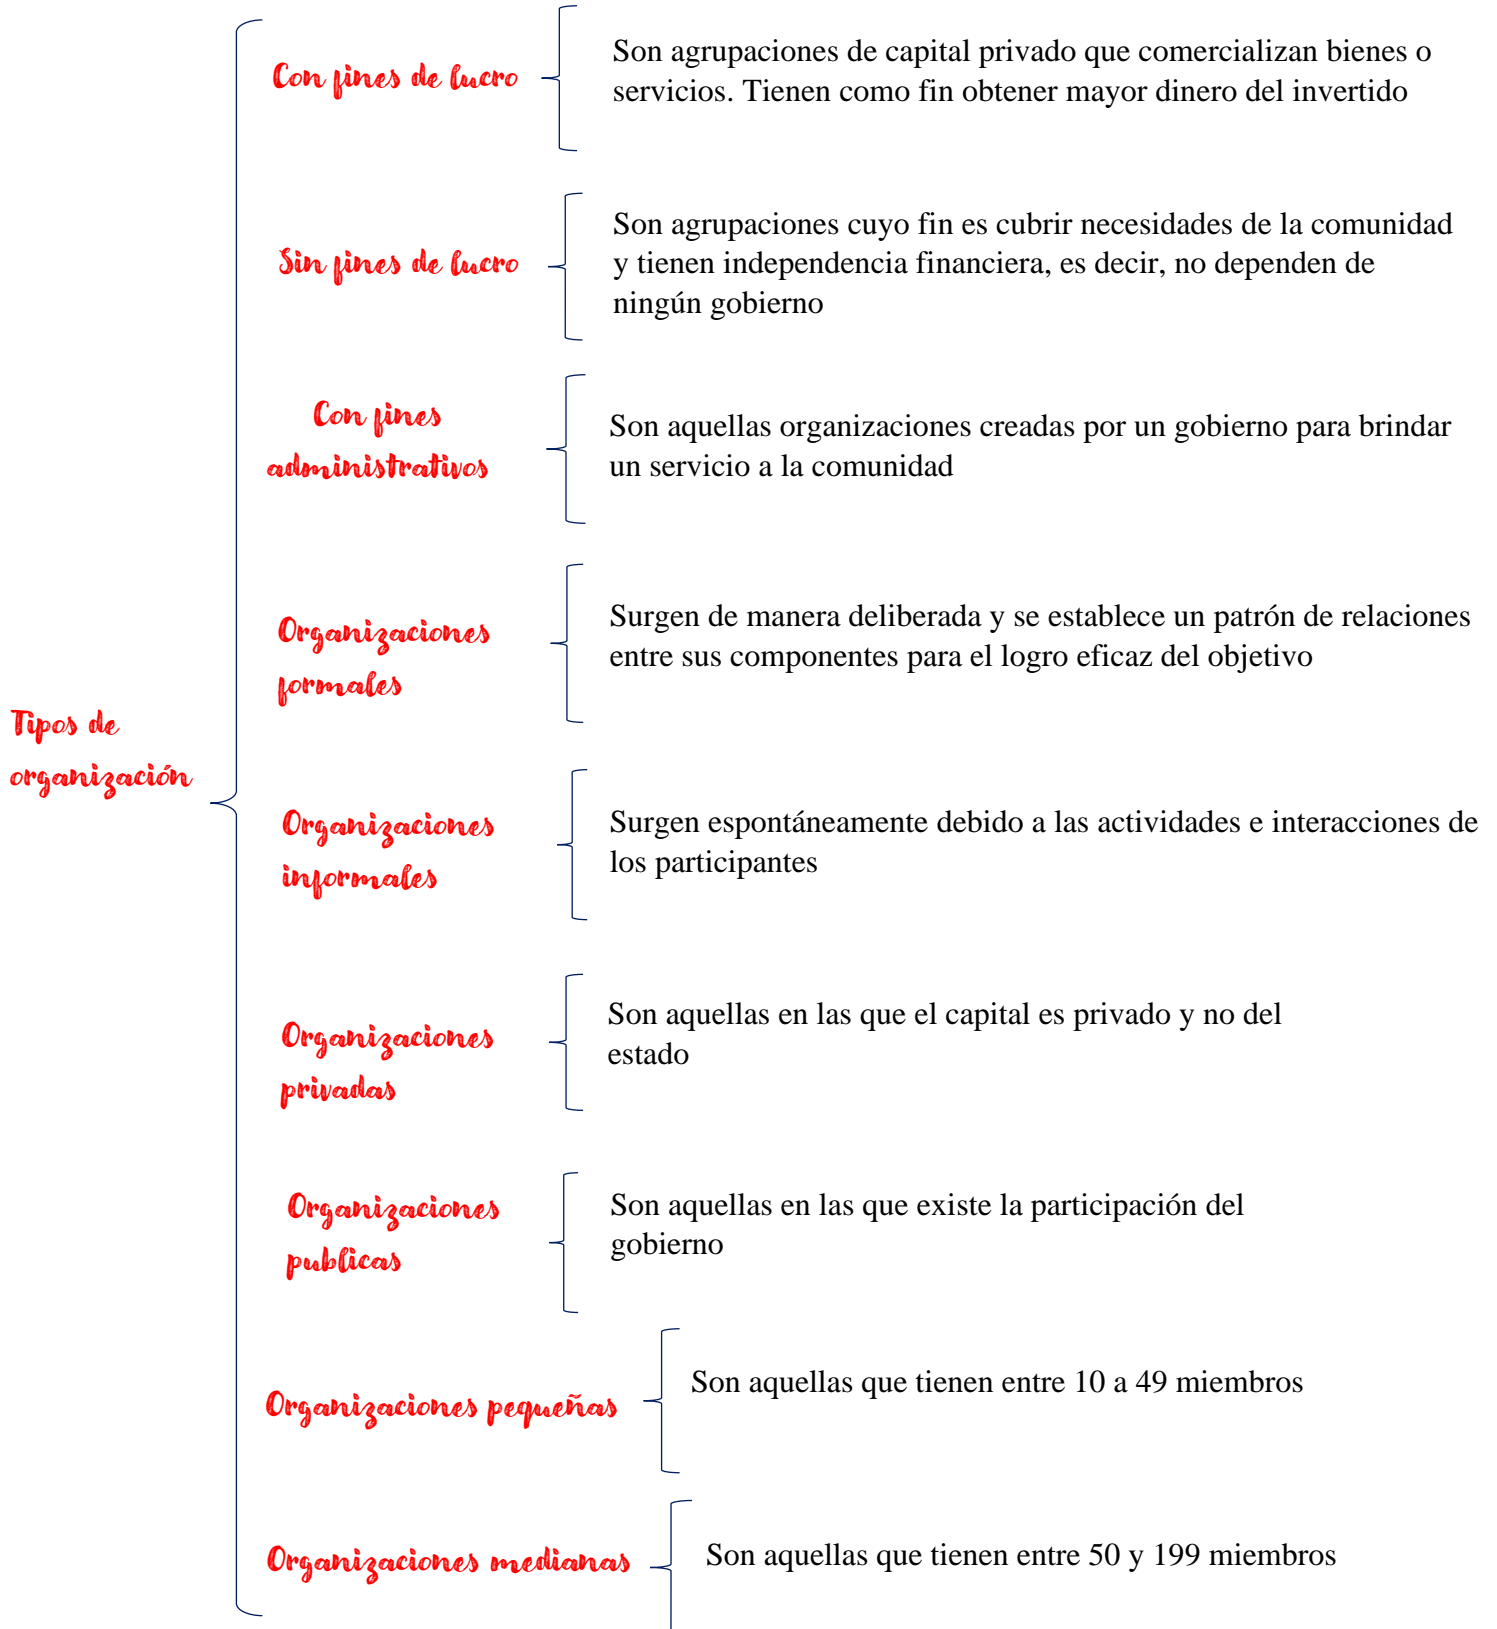 Tipos de
organización
Con fines de lucro
Son agrupaciones de capital privado que comercializan bienes o
servicios. Tienen como fin obtener mayor dinero del invertido
Sin fines de lucro
Son agrupaciones cuyo fin es cubrir necesidades de la comunidad
y tienen independencia financiera, es decir, no dependen de
ningún gobierno
Con fines
administrativos
Son aquellas organizaciones creadas por un gobierno para brindar
un servicio a la comunidad
Organizaciones
formales
Surgen de manera deliberada y se establece un patrón de relaciones
entre sus componentes para el logro eficaz del objetivo
Organizaciones
informales
Surgen espontáneamente debido a las actividades e interacciones de
los participantes
Organizaciones
privadas
Son aquellas en las que el capital es privado y no del
estado
Organizaciones
publicas
Son aquellas en las que existe la participación del
gobierno
Organizaciones pequeñas
Son aquellas que tienen entre 10 a 49 miembros
Organizaciones medianas
Son aquellas que tienen entre 50 y 199 miembros